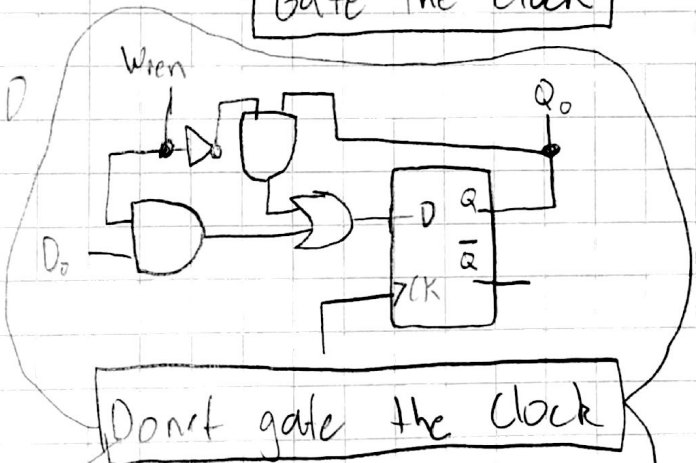 Gate the Clock
Wren
Q₀
D₀
D
Q
Q̅
CK
Don't gate the Clock